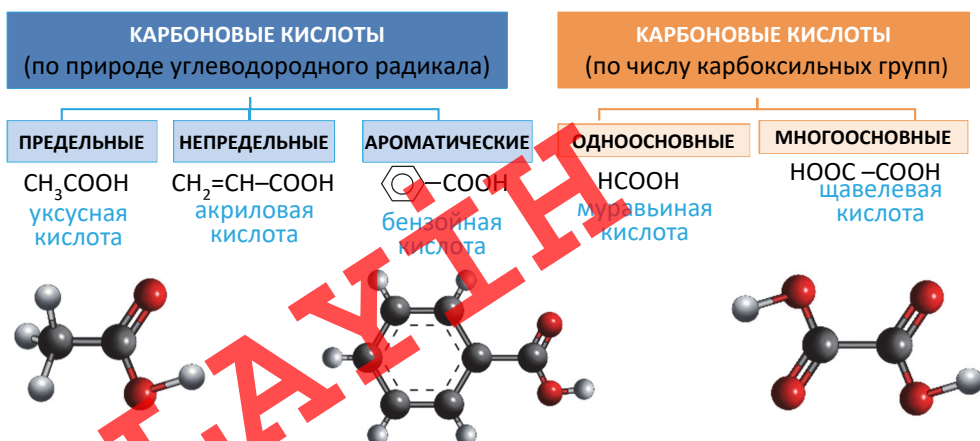 КАРБОНОВЫЕ КИСЛОТЫ
(по природе углеводородного радикала)
ПРЕДЕЛЬНЫЕ
CH₃COOH
уксусная
кислота
НЕПРЕДЕЛЬНЫЕ
CH₂=CH–COOH
акриловая
кислота
АРОМАТИЧЕСКИЕ
–COOH
бензойная
кислота
КАРБОНОВЫЕ КИСЛОТЫ
(по числу карбоксильных групп)
ОДНООСНОВНЫЕ
HCOOH
муравьиная
кислота
МНОГООСНОВНЫЕ
HOOC –COOH
щавелевая
кислота
LAYİH